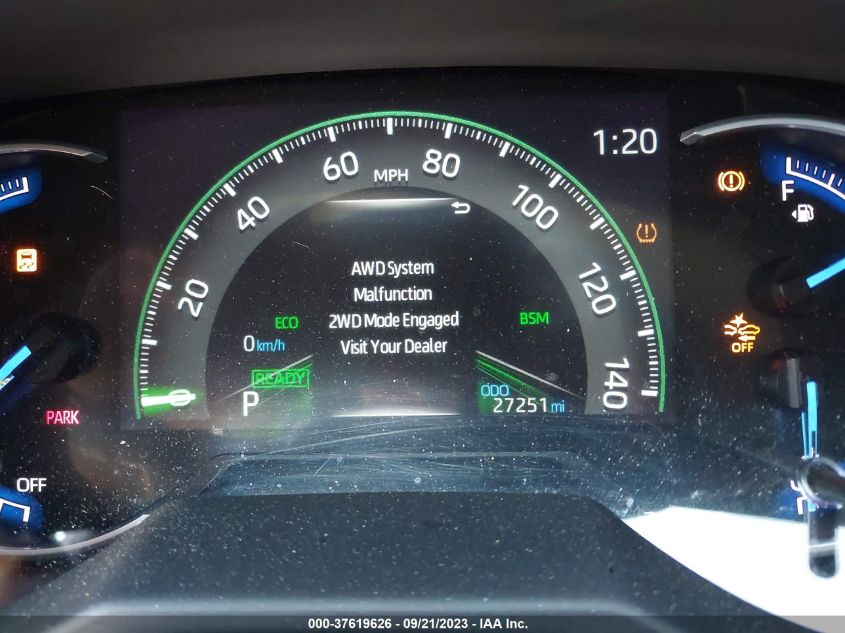 1:20
60 MPH 80
40 100
20 120
140
AWD System
Malfunction
2WD Mode Engaged
Visit Your Dealer
ECO
BSM
0 km/h
READY
P
ODO
27251 mi
0
PARK
OFF
F
OFF
000-37619626 - 09/21/2023 - IAA Inc.